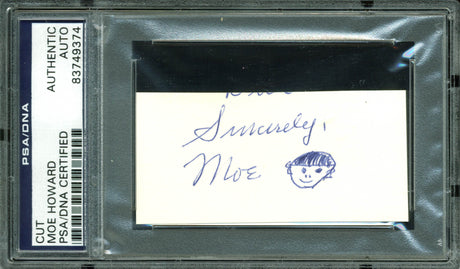 PSA/DNA
CUT
MOE HOWARD
PSA/DNA CERTIFIED
AUTHENTIC
AUTO
83749374
Sincerely,
Moe